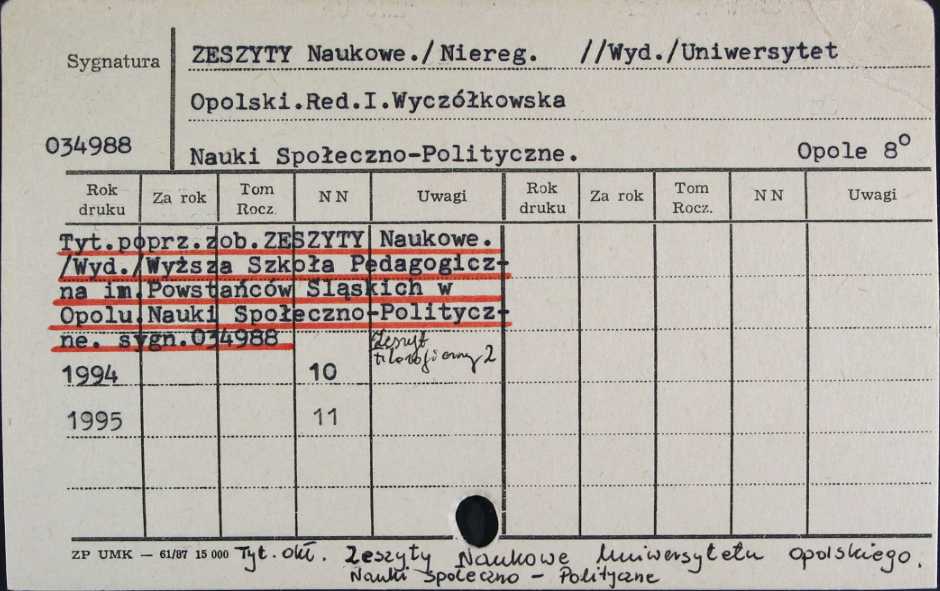 Sygnatura
ZESZYTY Naukowe./Niereg. //Wyd./Uniwersytet
Opolski.Red.I.Wyczółkowska
034988
Nauki Społeczno-Polityczne. Opole 8º
Rok druku Za rok Tom Rocz. N N Uwagi Rok druku Za rok Tom Rocz. N N Uwagi
Tyt.poprz.zob.ZESZYTY Naukowe.
/Wyd./Wyższa Szkoła Pedagogicz-
na im.Powstańców Śląskich w
Opolu.Nauki Społeczno-Politycz-
ne. sygn.034988
Zeszyt
filozoficzny 2
1994 10
1995 11
ZP UMK — 61/87 15 000 Tyt. okł. Zeszyty Naukowe Uniwersytetu Opolskiego.
Nauki Społeczno - Polityczne